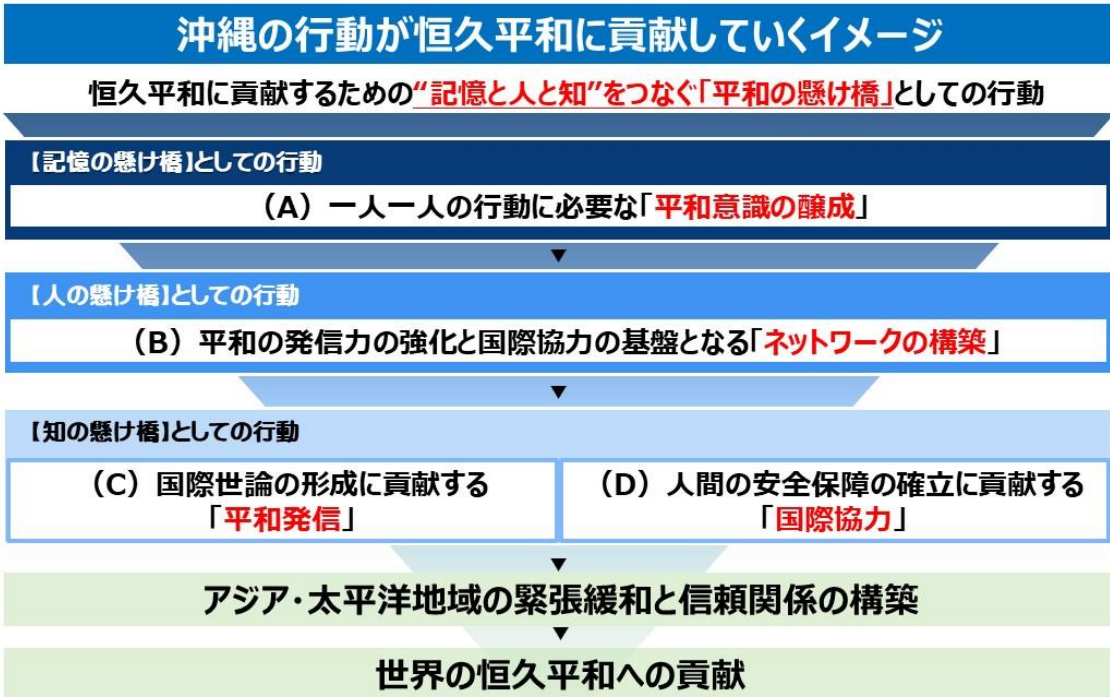 沖縄の行動が恒久平和に貢献していくイメージ
恒久平和に貢献するための“記憶と人と知”をつなぐ「平和の懸け橋」としての行動
【記憶の懸け橋】としての行動
（A）一人一人の行動に必要な「平和意識の醸成」
▼
【人の懸け橋】としての行動
（B）平和の発信力の強化と国際協力の基盤となる「ネットワークの構築」
▼
【知の懸け橋】としての行動
（C）国際世論の形成に貢献する
「平和発信」
（D）人間の安全保障の確立に貢献する
「国際協力」
▼
アジア・太平洋地域の緊張緩和と信頼関係の構築
▼
世界の恒久平和への貢献